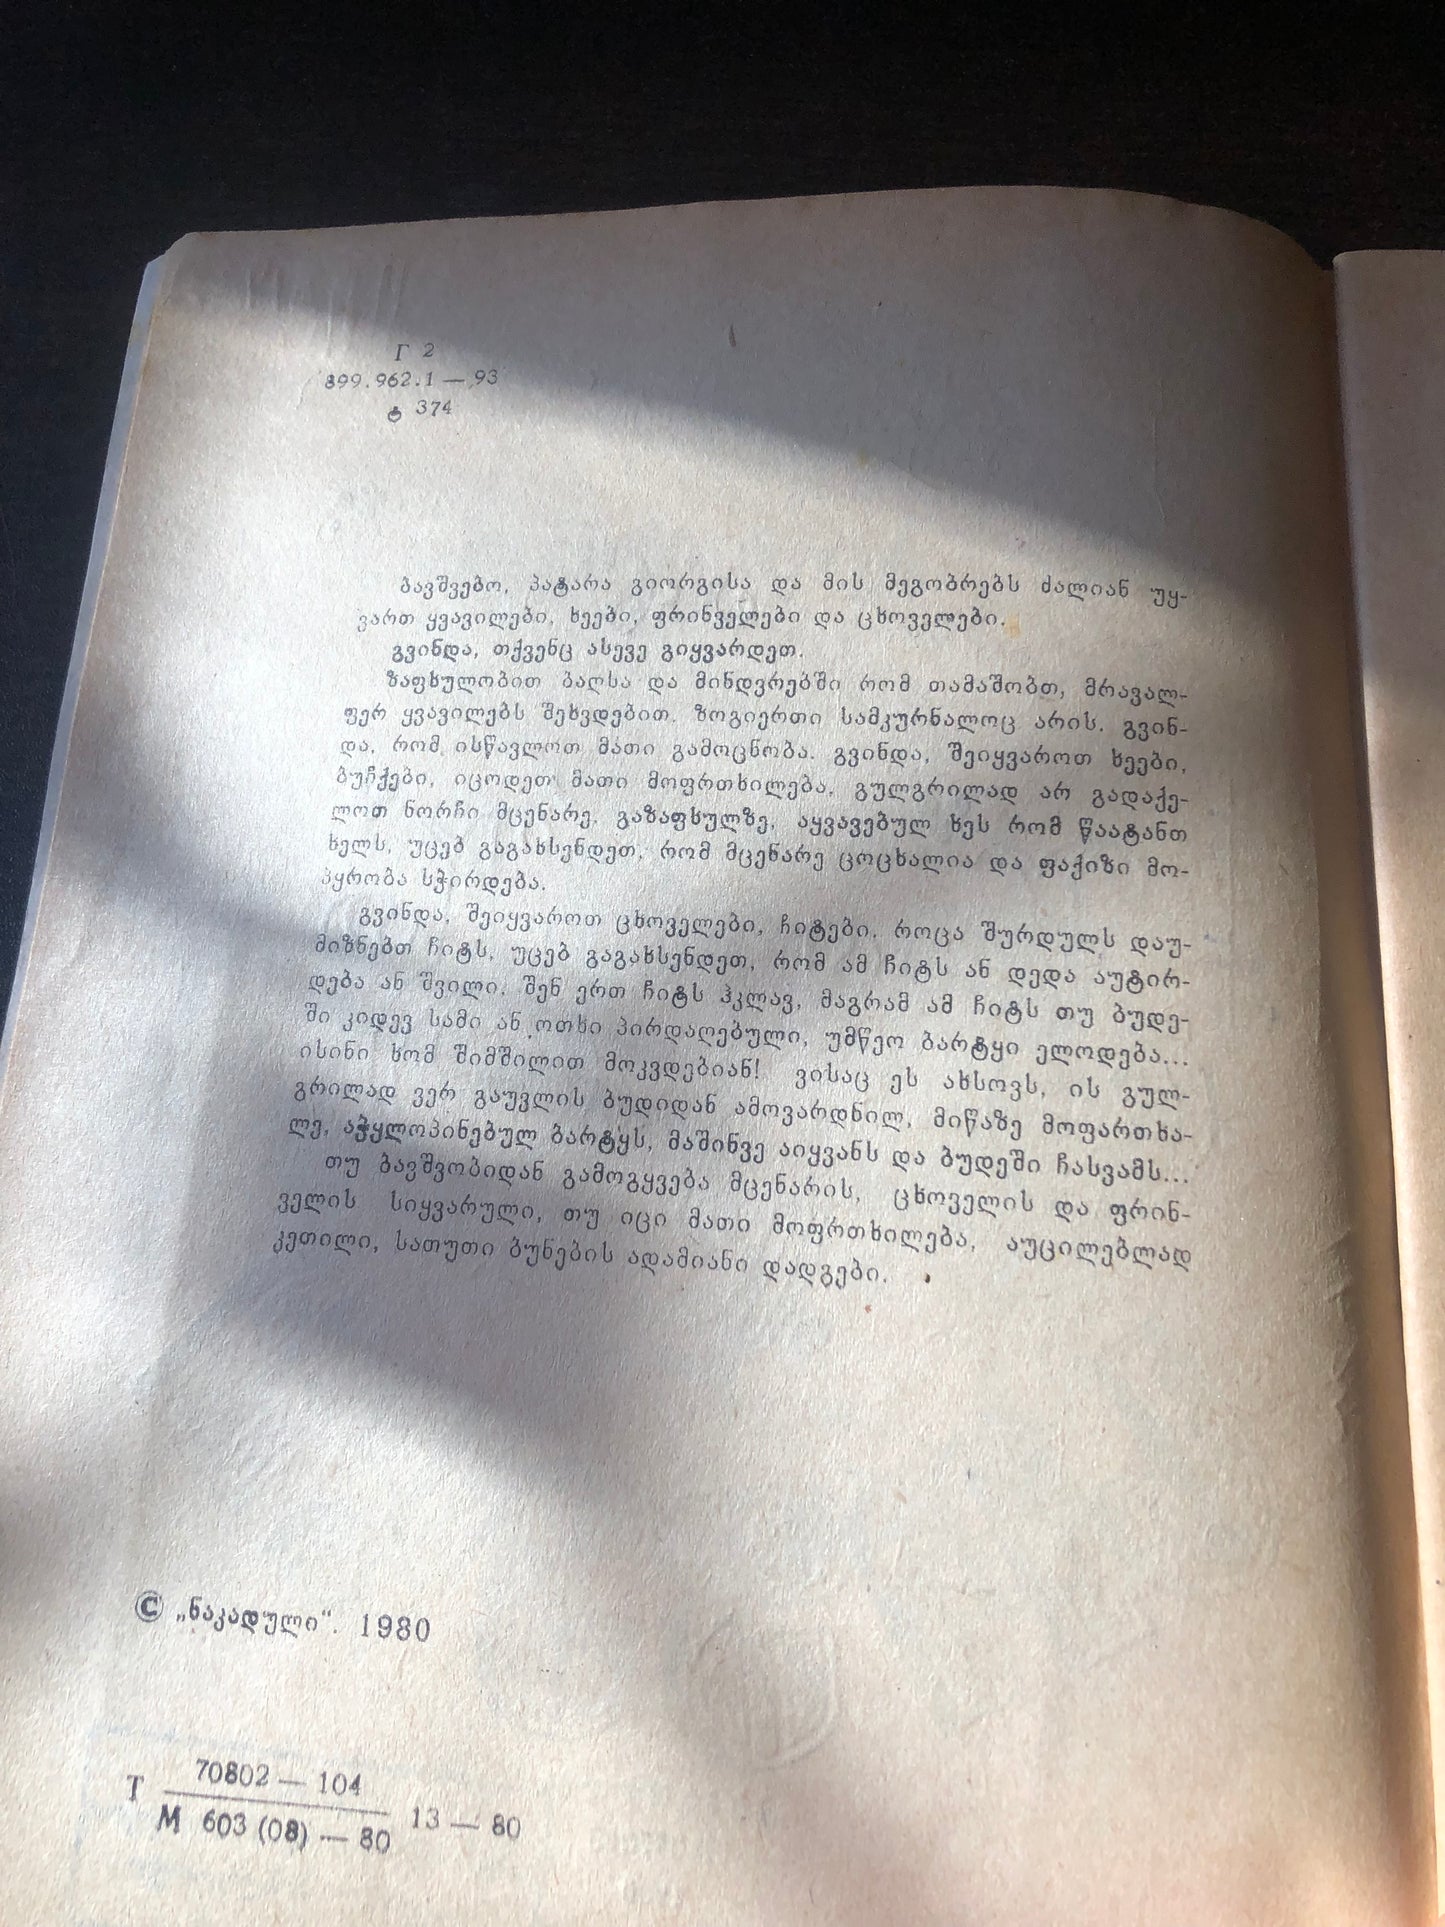 Г 2
899.962.1 — 93
ტ 374
ბავშვებო, პატარა გიორგისა და მის მეგობრებს ძალიან უყ-
ვართ ყვავილები, ხეები, ფრინველები და ცხოველები.
გვინდა, თქვენც ასევე გიყვარდეთ.
ზაფხულობით ბაღსა და მინდვრებში რომ თამაშობთ, მრავალ-
ფერ ყვავილებს შეხვდებით. ზოგიერთი სამკურნალოც არის. გვინ-
და, რომ ისწავლოთ მათი გამოცნობა. გვინდა, შეიყვაროთ ხეები,
ბუჩქები, იცოდეთ მათი მოფრთხილება, გულგრილად არ გადაქე-
ლოთ ნორჩი მცენარე. გაზაფხულზე, აყვავებულ ხეს რომ წაატანთ
ხელს, უცებ გაგახსენდეთ, რომ მცენარე ცოცხალია და ფაქიზი მო-
პყრობა სჭირდება.
გვინდა, შეიყვაროთ ცხოველები, ჩიტები. როცა შურდულს დაუ-
მიზნებთ ჩიტს, უცებ გაგახსენდეთ, რომ ამ ჩიტს ან დედა აუტირ-
დება ან შვილი. შენ ერთ ჩიტს ჰკლავ, მაგრამ ამ ჩიტს თუ ბუდე-
ში კიდევ სამი ან ოთხი პირდაღებული, უმწეო ბარტყი ელოდება...
ისინი ხომ შიმშილით მოკვდებიან! ვისაც ეს ახსოვს, ის გულ-
გრილად ვერ გაუვლის ბუდიდან ამოვარდნილ, მიწაზე მოფართხა-
ლე, აჭყლოპინებულ ბარტყს, მაშინვე აიყვანს და ბუდეში ჩასვამს...
თუ ბავშვობიდან გამოგყვება მცენარის, ცხოველის და ფრინ-
ველის სიყვარული, თუ იცი მათი მოფრთხილება, აუცილებლად
კეთილი, სათუთი ბუნების ადამიანი დადგები.
© „ნაკადული“. 1980
70802 — 104
Т 13 — 80
М 603 (08) — 80